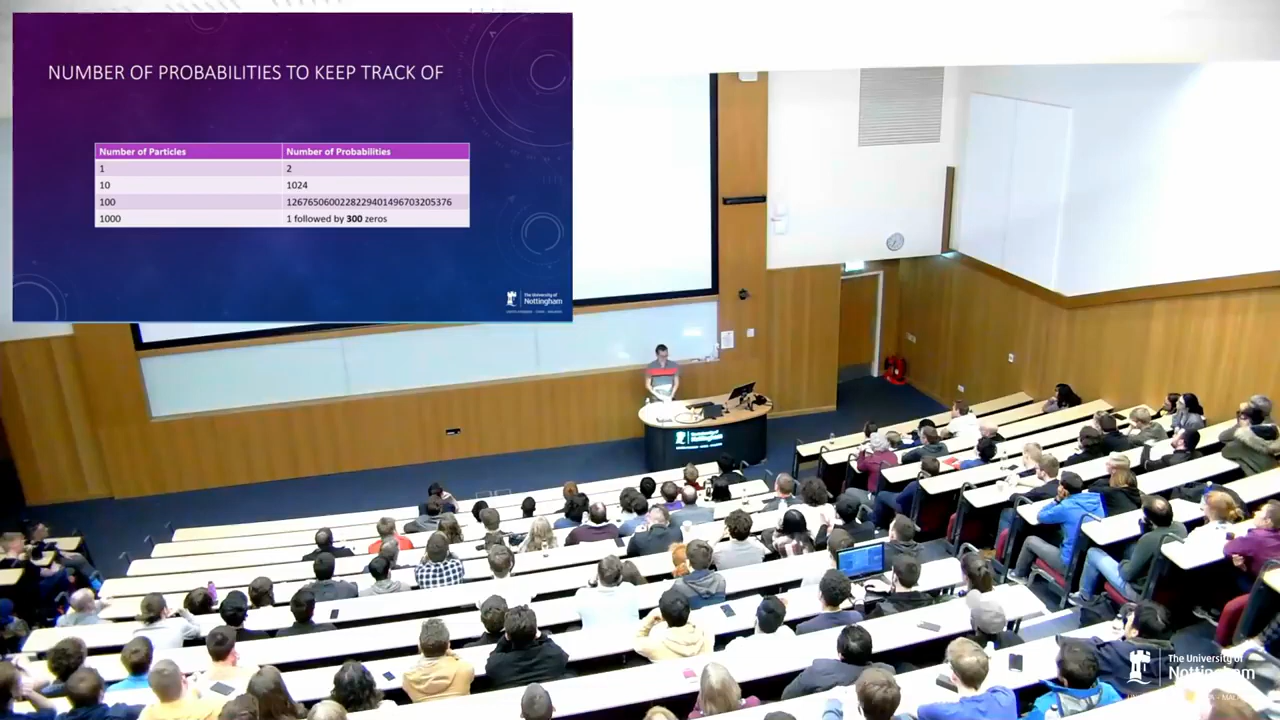 NUMBER OF PROBABILITIES TO KEEP TRACK OF
Number of Particles Number of Probabilities
1 2
10 1024
100 1267650600228229401496703205376
1000 1 followed by 300 zeros
The University of
Nottingham
The University of
Nottingham